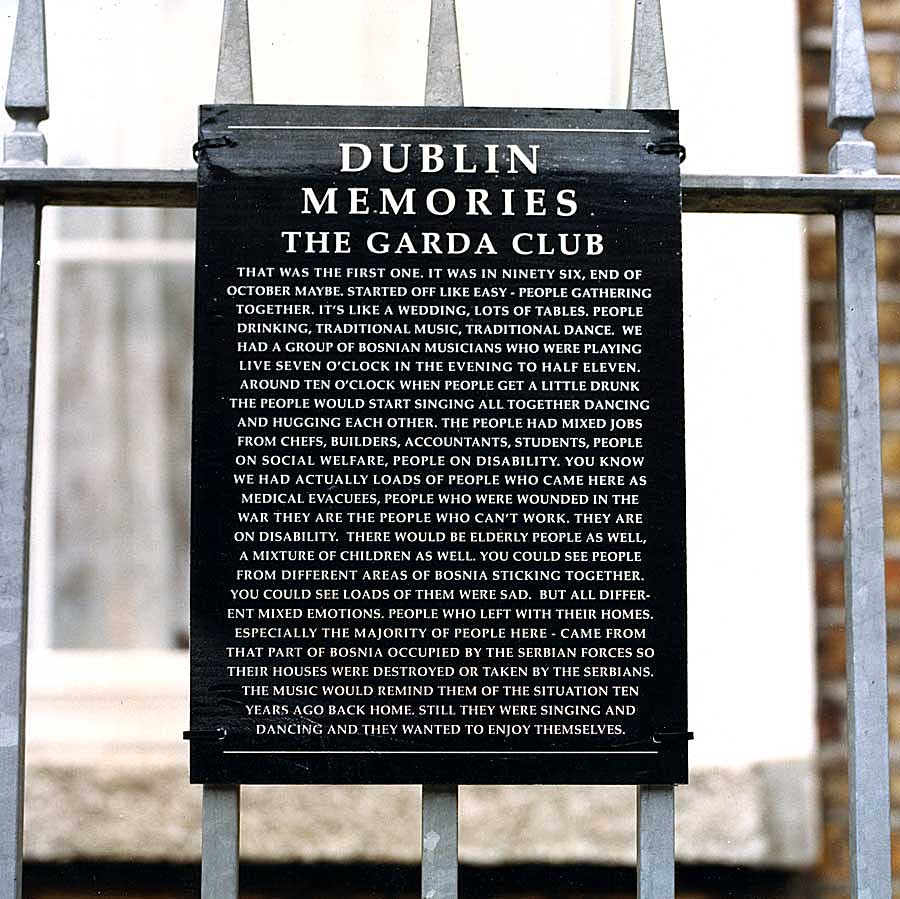 DUBLIN
MEMORIES
THE GARDA CLUB
THAT WAS THE FIRST ONE. IT WAS IN NINETY SIX, END OF
OCTOBER MAYBE. STARTED OFF LIKE EASY - PEOPLE GATHERING
TOGETHER. IT'S LIKE A WEDDING, LOTS OF TABLES. PEOPLE
DRINKING, TRADITIONAL MUSIC, TRADITIONAL DANCE. WE
HAD A GROUP OF BOSNIAN MUSICIANS WHO WERE PLAYING
LIVE SEVEN O'CLOCK IN THE EVENING TO HALF ELEVEN.
AROUND TEN O'CLOCK WHEN PEOPLE GET A LITTLE DRUNK
THE PEOPLE WOULD START SINGING ALL TOGETHER DANCING
AND HUGGING EACH OTHER. THE PEOPLE HAD MIXED JOBS
FROM CHEFS, BUILDERS, ACCOUNTANTS, STUDENTS, PEOPLE
ON SOCIAL WELFARE, PEOPLE ON DISABILITY. YOU KNOW
WE HAD ACTUALLY LOADS OF PEOPLE WHO CAME HERE AS
MEDICAL EVACUEES, PEOPLE WHO WERE WOUNDED IN THE
WAR THEY ARE THE PEOPLE WHO CAN'T WORK. THEY ARE
ON DISABILITY. THERE WOULD BE ELDERLY PEOPLE AS WELL,
A MIXTURE OF CHILDREN AS WELL. YOU COULD SEE PEOPLE
FROM DIFFERENT AREAS OF BOSNIA STICKING TOGETHER.
YOU COULD SEE LOADS OF THEM WERE SAD. BUT ALL DIFFER-
ENT MIXED EMOTIONS. PEOPLE WHO LEFT WITH THEIR HOMES.
ESPECIALLY THE MAJORITY OF PEOPLE HERE - CAME FROM
THAT PART OF BOSNIA OCCUPIED BY THE SERBIAN FORCES SO
THEIR HOUSES WERE DESTROYED OR TAKEN BY THE SERBIANS.
THE MUSIC WOULD REMIND THEM OF THE SITUATION TEN
YEARS AGO BACK HOME. STILL THEY WERE SINGING AND
DANCING AND THEY WANTED TO ENJOY THEMSELVES.